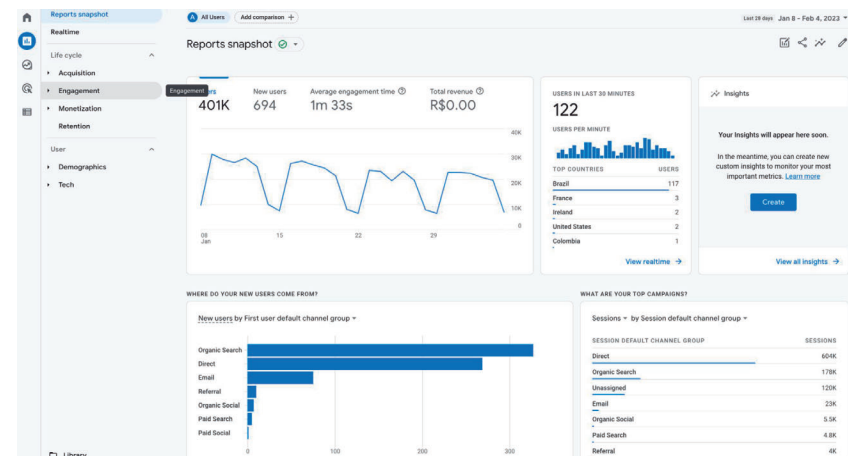 Reports snapshot
Realtime
Life cycle
Acquisition
Engagement
Monetization
Retention
User
Demographics
Tech
Library
A All Users
Add comparison +
Last 28 days Jan 8 - Feb 4, 2023
Reports snapshot
Engagement
New users
Average engagement time
Total revenue
401K
694
1m 33s
R$0.00
40K
30K
20K
10K
0
08
Jan
15
22
29
USERS IN LAST 30 MINUTES
122
USERS PER MINUTE
TOP COUNTRIES USERS
Brazil 117
France 3
Ireland 2
United States 2
Colombia 1
View realtime
Insights
Your Insights will appear here soon.
In the meantime, you can create new
custom insights to monitor your most
important metrics. Learn more
Create
View all insights
WHERE DO YOUR NEW USERS COME FROM?
New users by First user default channel group
Organic Search
Direct
Email
Referral
Organic Social
Paid Search
Paid Social
0
100
200
300
WHAT ARE YOUR TOP CAMPAIGNS?
Sessions by Session default channel group
SESSION DEFAULT CHANNEL GROUP SESSIONS
Direct 604K
Organic Search 178K
Unassigned 120K
Email 23K
Organic Social 5.5K
Paid Search 4.8K
Referral 4K